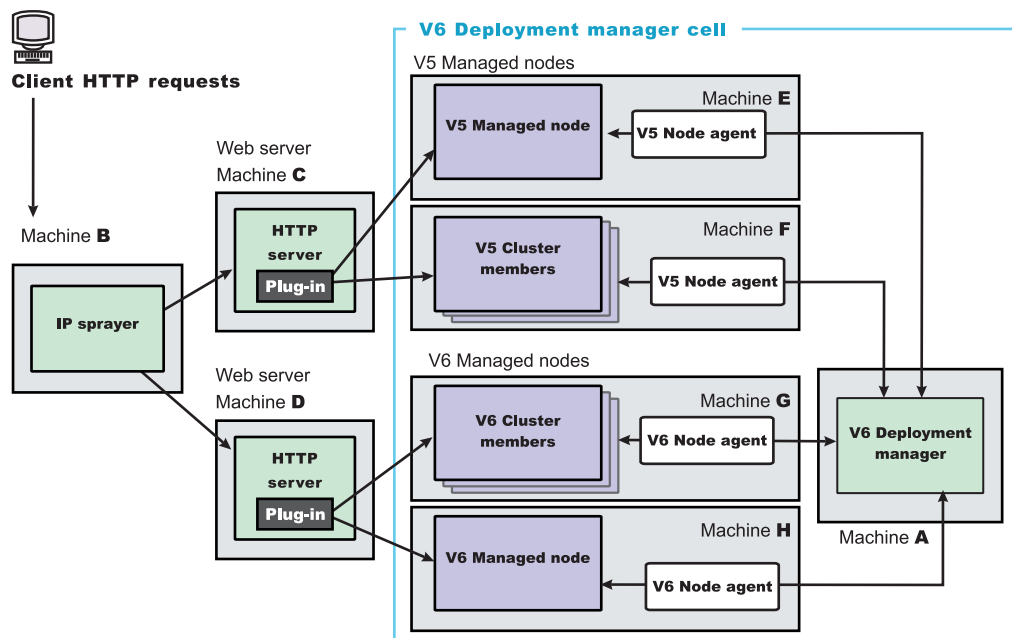 V6 Deployment manager cell
Client HTTP requests
V5 Managed nodes
Machine E
V5 Managed node
V5 Node agent
Web server
Machine C
HTTP
server
Plug-in
Machine F
V5 Cluster
members
V5 Node agent
Machine B
IP sprayer
V6 Managed nodes
Web server
Machine D
HTTP
server
Plug-in
Machine G
V6 Cluster
members
V6 Node agent
V6 Deployment
manager
Machine A
Machine H
V6 Managed node
V6 Node agent